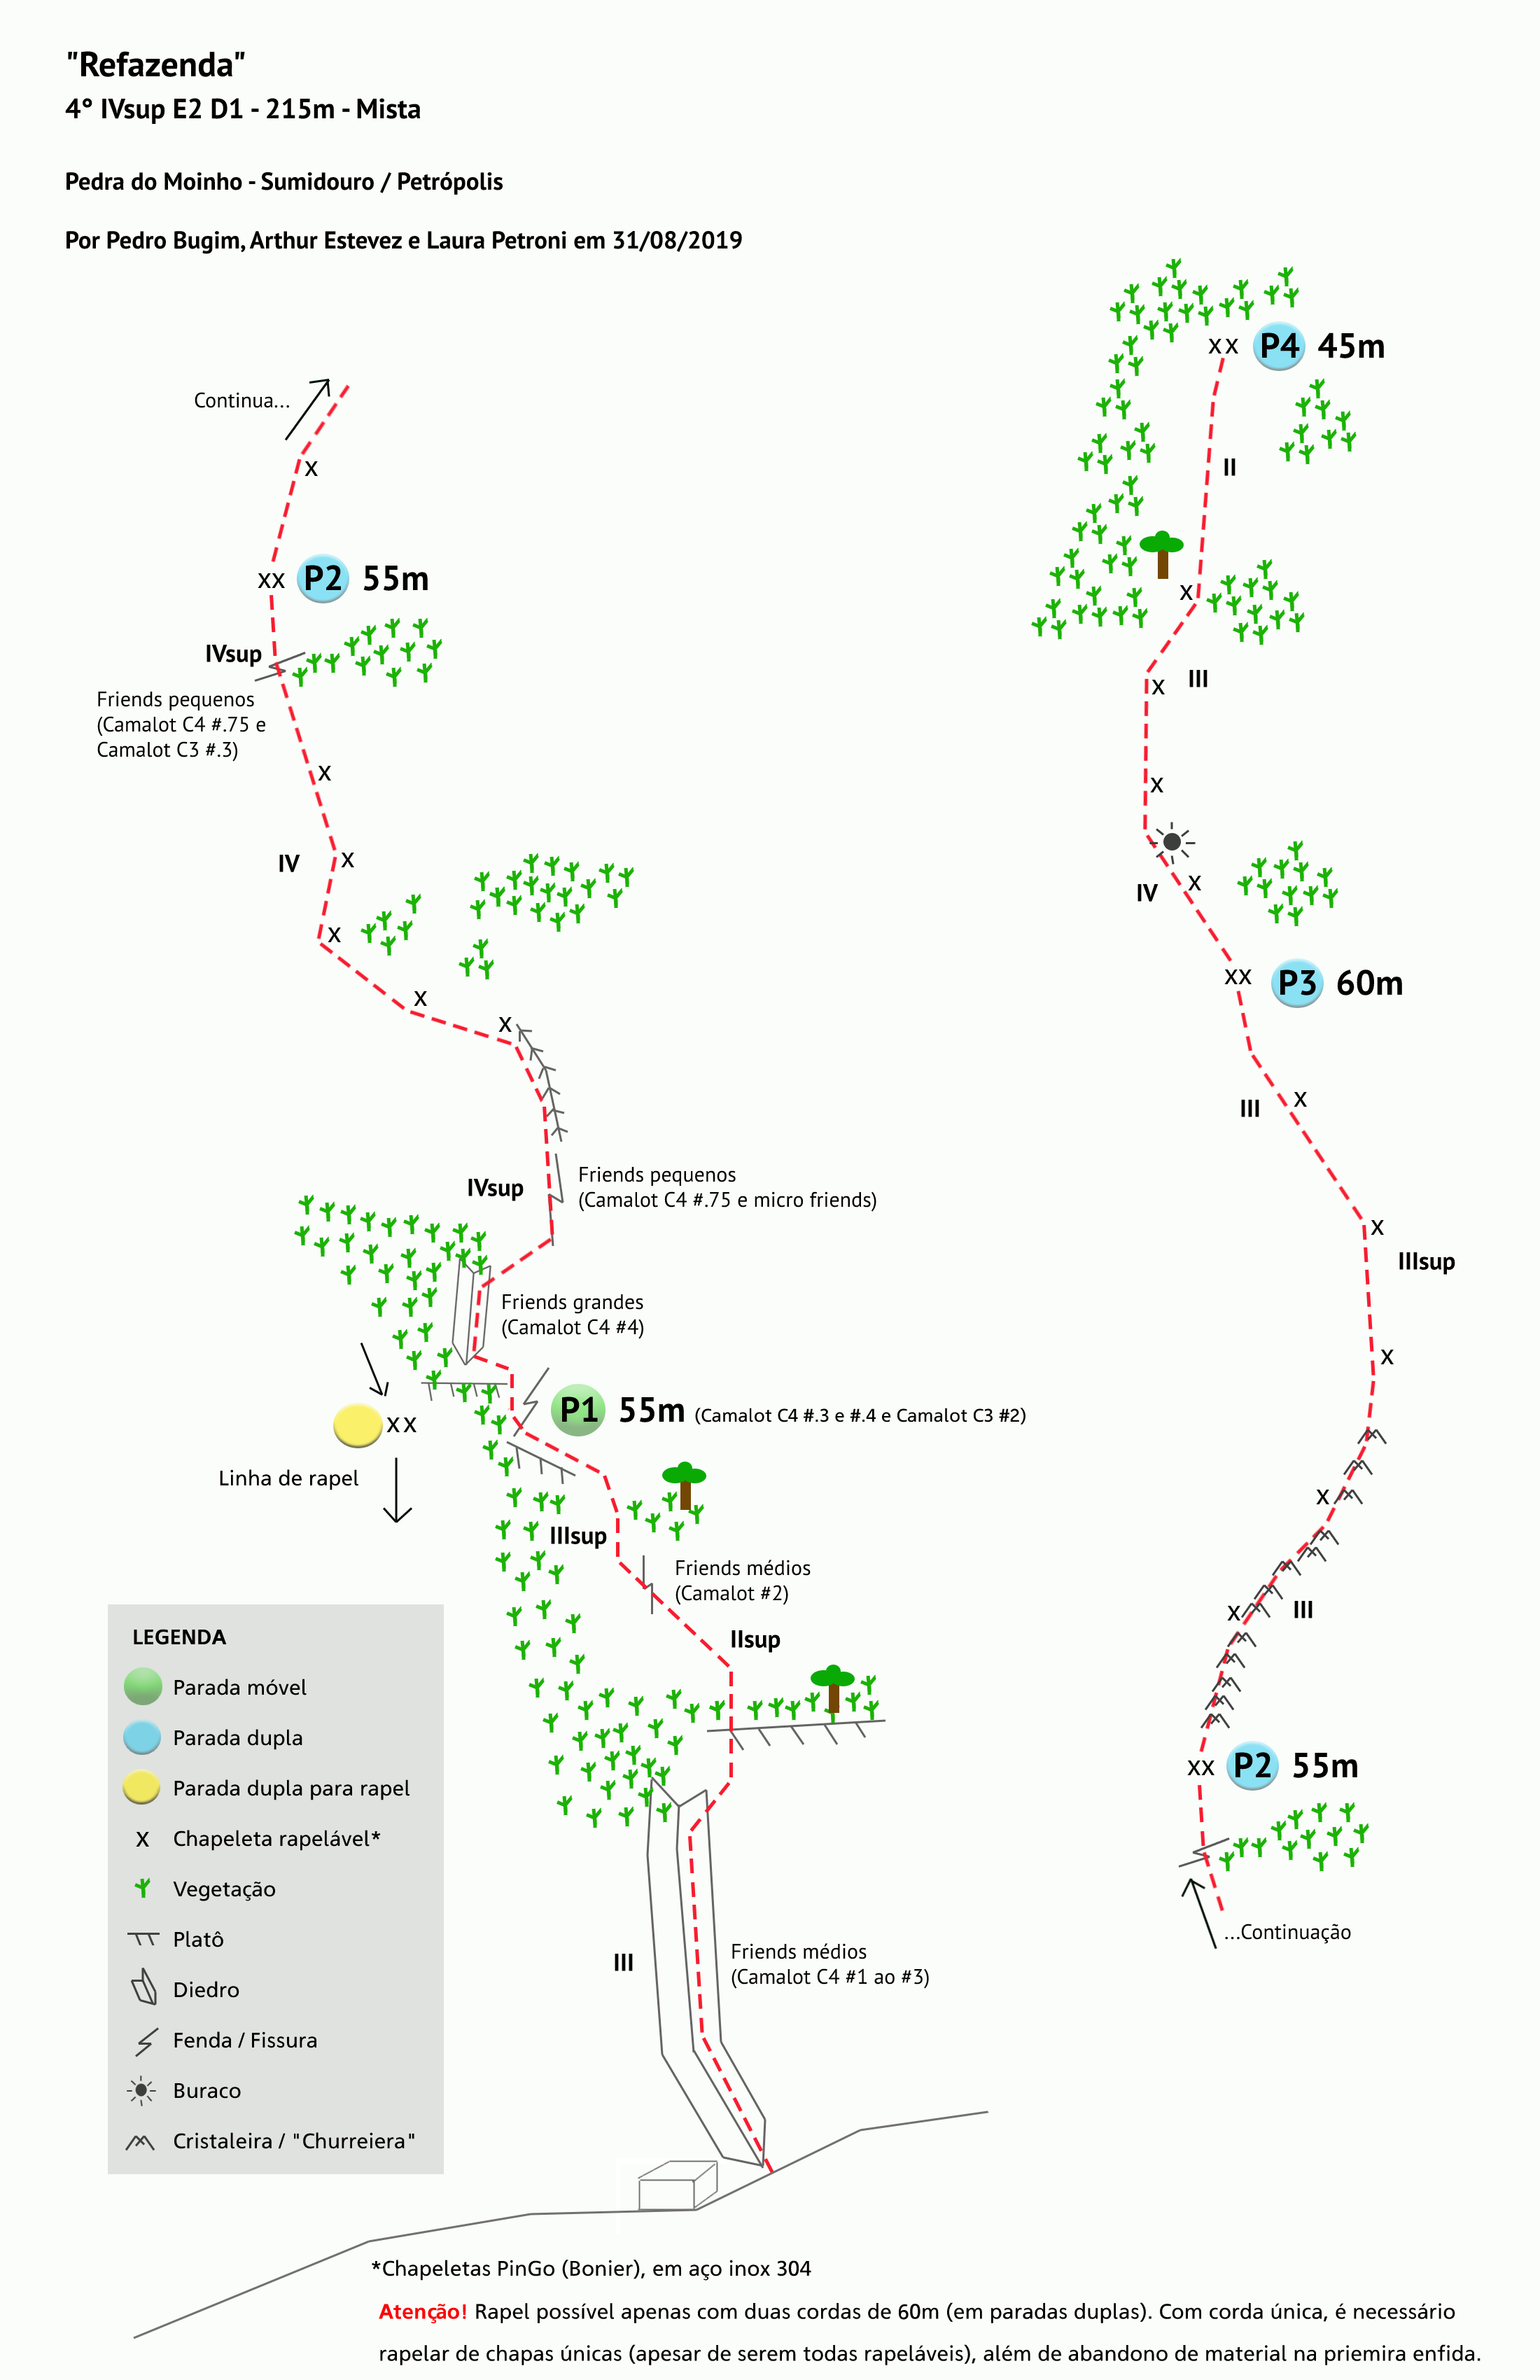 "Refazenda"
4° IVsup E2 D1 - 215m - Mista
Pedra do Moinho - Sumidouro / Petrópolis
Por Pedro Bugim, Arthur Estevez e Laura Petroni em 31/08/2019
Continua...
X
XX P2 55m
IVsup
Friends pequenos
(Camalot C4 #.75 e
Camalot C3 #.3)
X
IV X
X
X
X
IVsup
Friends pequenos
(Camalot C4 #.75 e micro friends)
Friends grandes
(Camalot C4 #4)
P1 55m (Camalot C4 #.3 e #.4 e Camalot C3 #2)
XX
Linha de rapel
IIIsup
Friends médios
(Camalot #2)
IIsup
III
Friends médios
(Camalot C4 #1 ao #3)
XX P4 45m
II
X
X III
X
X
IV
XX P3 60m
X
III
X
IIIsup
X
X
X III
XX P2 55m
...Continuação
LEGENDA
Parada móvel
Parada dupla
Parada dupla para rapel
X Chapeleta rapelável*
Vegetação
Platô
Diedro
Fenda / Fissura
Buraco
Cristaleira / "Churreiera"
*Chapeletas PinGo (Bonier), em aço inox 304
Atenção! Rapel possível apenas com duas cordas de 60m (em paradas duplas). Com corda única, é necessário
rapelar de chapas únicas (apesar de serem todas rapeláveis), além de abandono de material na priemira enfida.